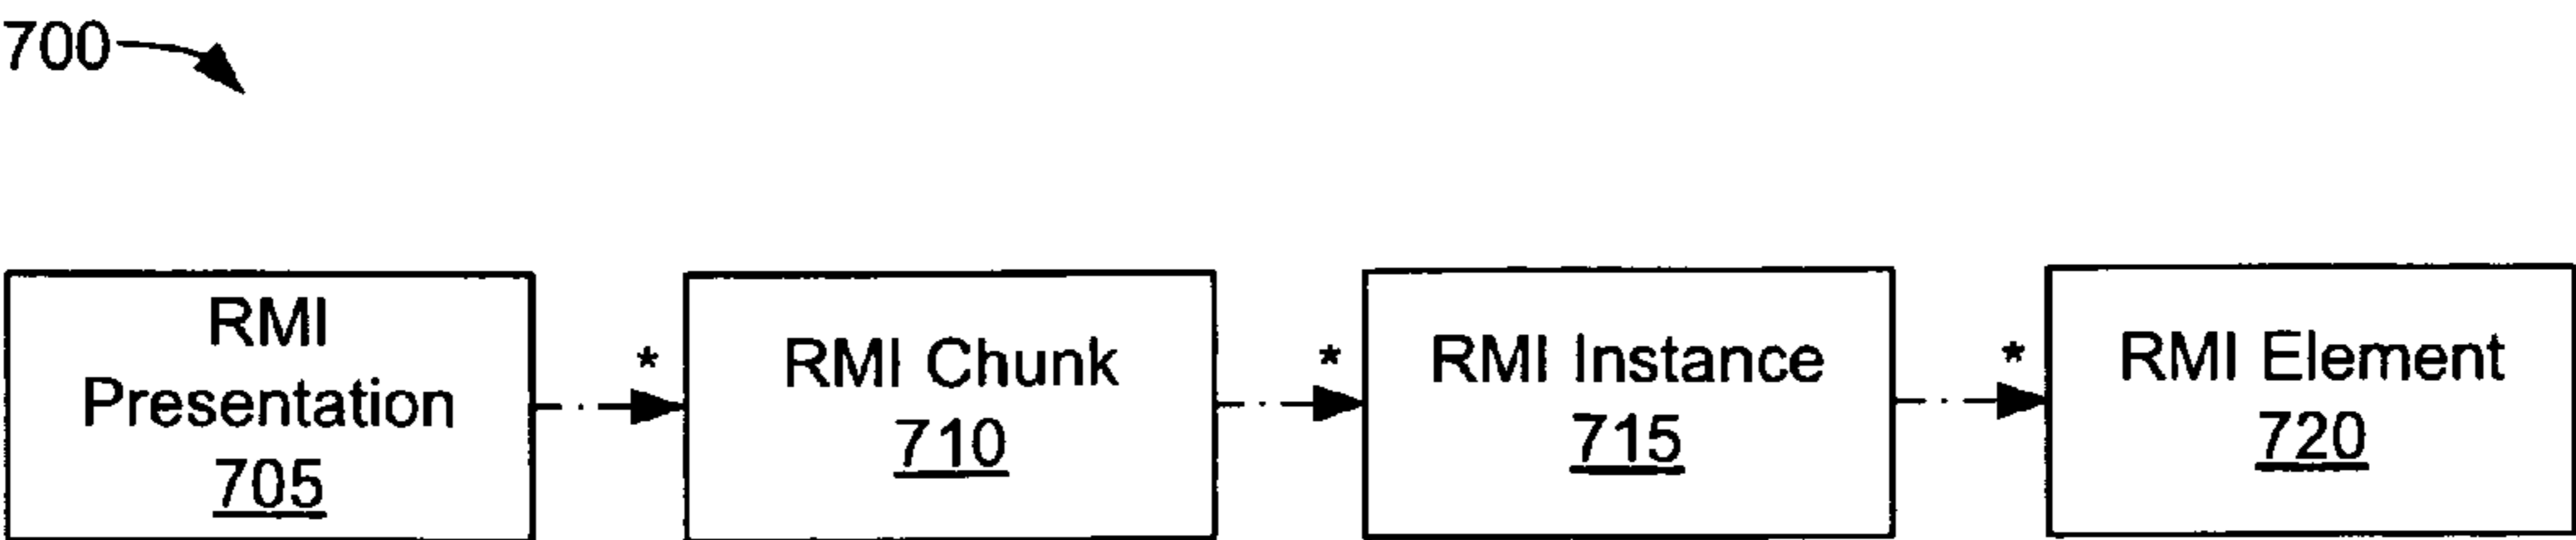 700
RMI
Presentation
705
*
RMI Chunk
710
*
RMI Instance
715
*
RMI Element
720